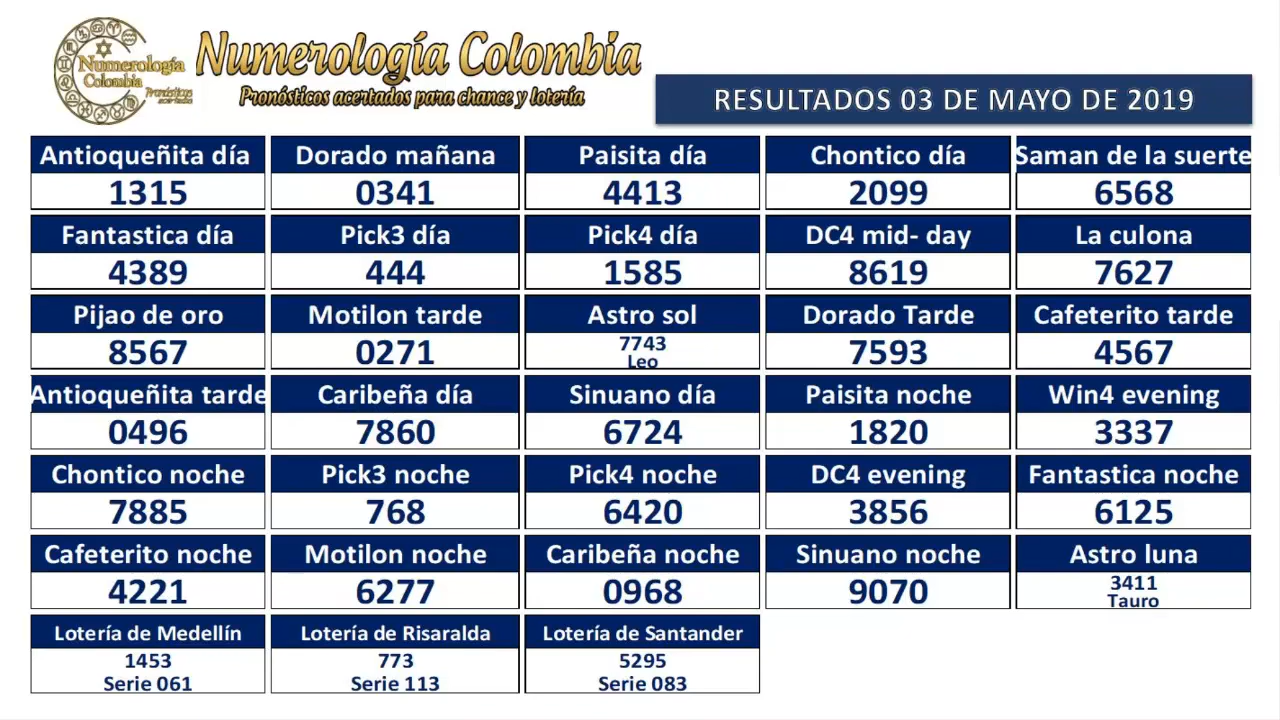 Numerología
Colombia
Pronósticos
acertados
Numerología Colombia
Pronósticos acertados para chance y lotería
RESULTADOS 03 DE MAYO DE 2019
Antioqueñita día Dorado mañana Paisita día Chontico día Saman de la suerte
1315 0341 4413 2099 6568
Fantastica día Pick3 día Pick4 día DC4 mid- day La culona
4389 444 1585 8619 7627
Pijao de oro Motilon tarde Astro sol Dorado Tarde Cafeterito tarde
8567 0271 7743 7593 4567
Leo
Antioqueñita tarde Caribeña día Sinuano día Paisita noche Win4 evening
0496 7860 6724 1820 3337
Chontico noche Pick3 noche Pick4 noche DC4 evening Fantastica noche
7885 768 6420 3856 6125
Cafeterito noche Motilon noche Caribeña noche Sinuano noche Astro luna
4221 6277 0968 9070 3411
Tauro
Lotería de Medellín Lotería de Risaralda Lotería de Santander
1453 773 5295
Serie 061 Serie 113 Serie 083